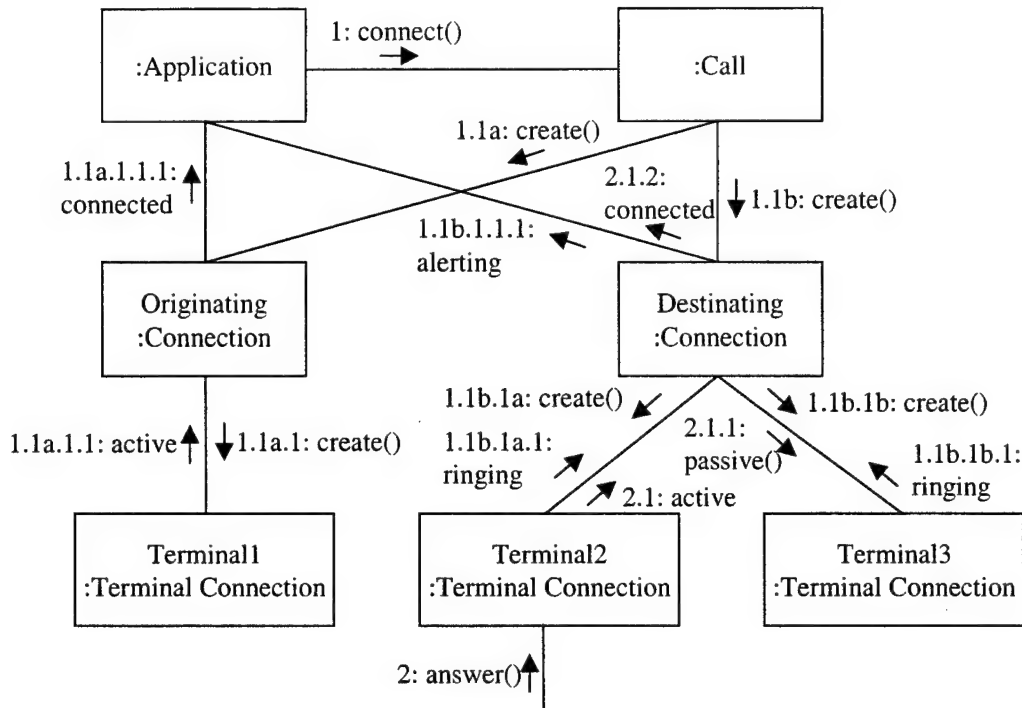 1: connect()
:Application
:Call
1.1a: create()
1.1a.1.1.1:
connected
2.1.2:
connected
1.1b: create()
1.1b.1.1.1:
alerting
Originating
:Connection
Destinating
:Connection
1.1b.1a: create()
1.1b.1b: create()
1.1a.1.1: active
1.1a.1: create()
1.1b.1a.1:
ringing
2.1.1:
passive()
1.1b.1b.1:
ringing
2.1: active
Terminal1
:Terminal Connection
Terminal2
:Terminal Connection
Terminal3
:Terminal Connection
2: answer()